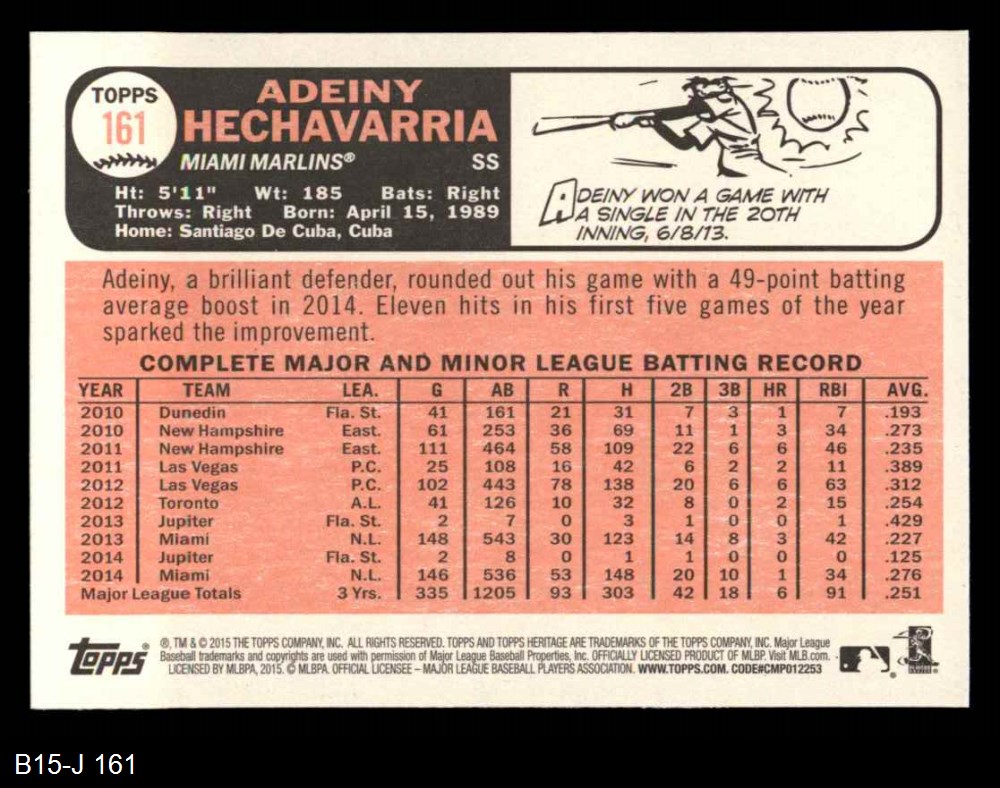 TOPPS
161
ADEINY
HECHAVARRIA
MIAMI MARLINS® SS
Ht: 5'11" Wt: 185 Bats: Right
Throws: Right Born: April 15, 1989
Home: Santiago De Cuba, Cuba
ADEINY WON A GAME WITH
A SINGLE IN THE 20TH
INNING, 6/8/13.
Adeiny, a brilliant defender, rounded out his game with a 49-point batting
average boost in 2014. Eleven hits in his first five games of the year
sparked the improvement.
COMPLETE MAJOR AND MINOR LEAGUE BATTING RECORD
YEAR TEAM LEA. G AB R H 2B 3B HR RBI AVG.
2010 Dunedin Fla. St. 41 161 21 31 7 3 1 7 .193
2010 New Hampshire East. 61 253 36 69 11 1 3 34 .273
2011 New Hampshire East. 111 464 58 109 22 6 6 46 .235
2011 Las Vegas P.C. 25 108 16 42 6 2 2 11 .389
2012 Las Vegas P.C. 102 443 78 138 20 6 6 63 .312
2012 Toronto A.L. 41 126 10 32 8 0 2 15 .254
2013 Jupiter Fla. St. 2 7 0 3 1 0 0 1 .429
2013 Miami N.L. 148 543 30 123 14 8 3 42 .227
2014 Jupiter Fla. St. 2 8 0 1 1 0 0 0 .125
2014 Miami N.L. 146 536 53 148 20 10 1 34 .276
Major League Totals 3 Yrs. 335 1205 93 303 42 18 6 91 .251
Topps®
®, TM & © 2015 THE TOPPS COMPANY, INC. ALL RIGHTS RESERVED. TOPPS AND TOPPS HERITAGE ARE TRADEMARKS OF THE TOPPS COMPANY, INC. Major League
Baseball trademarks and copyrights are used with permission of Major League Baseball Properties, Inc. OFFICIALLY LICENSED PRODUCT OF MLBP. Visit MLB.com.
LICENSED BY MLBPA, 2015. © MLBPA. OFFICIAL LICENSEE – MAJOR LEAGUE BASEBALL PLAYERS ASSOCIATION. WWW.TOPPS.COM. CODE#CMP012253
B15-J 161